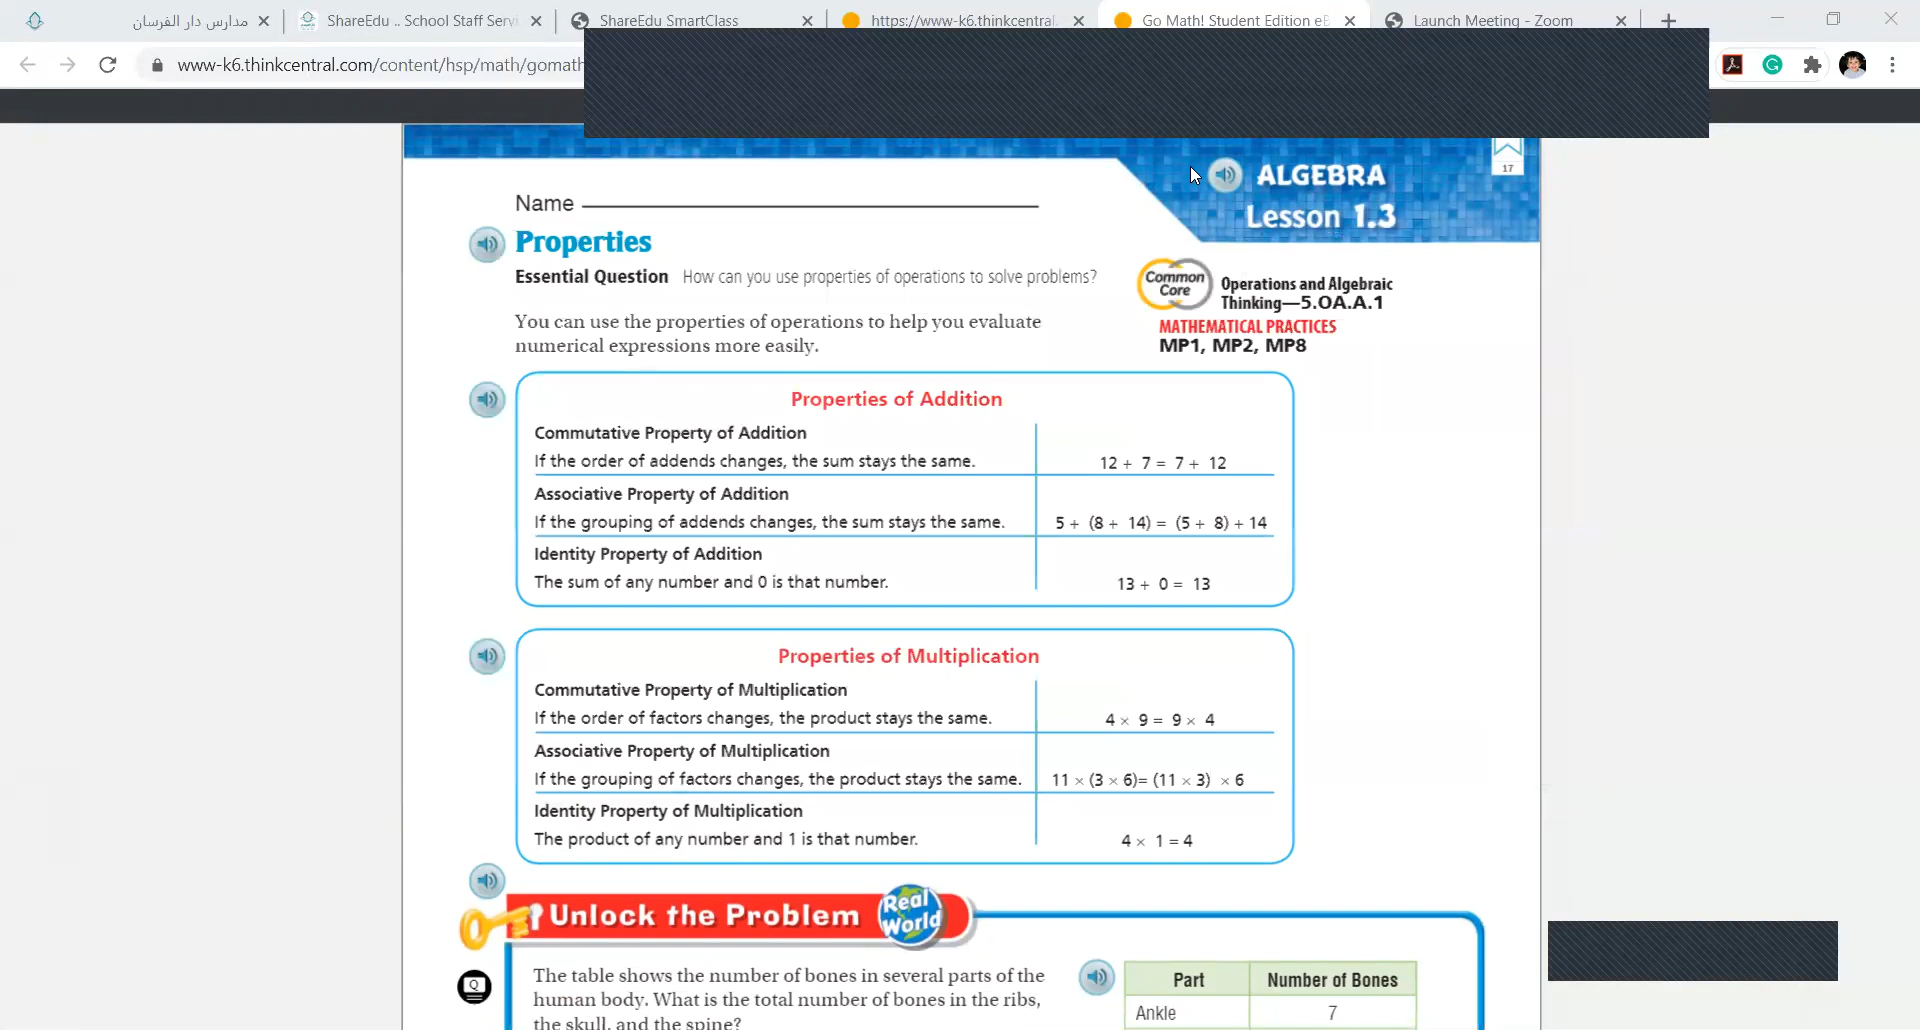 مدارس دار الفرسان
ShareEdu .. School Staff Servi
ShareEdu SmartClass
https://www-k6.thinkcentral.
Go Math! Student Edition eB
Launch Meeting - Zoom
www-k6.thinkcentral.com/content/hsp/math/gomath
17
ALGEBRA
Lesson 1.3
Name
Properties
Essential Question How can you use properties of operations to solve problems?
Common
Core
Operations and Algebraic
Thinking—5.OA.A.1
MATHEMATICAL PRACTICES
MP1, MP2, MP8
You can use the properties of operations to help you evaluate
numerical expressions more easily.
Properties of Addition
Commutative Property of Addition
If the order of addends changes, the sum stays the same.
12 + 7 = 7 + 12
Associative Property of Addition
If the grouping of addends changes, the sum stays the same.
5 + (8 + 14) = (5 + 8) + 14
Identity Property of Addition
The sum of any number and 0 is that number.
13 + 0 = 13
Properties of Multiplication
Commutative Property of Multiplication
If the order of factors changes, the product stays the same.
4 × 9 = 9 × 4
Associative Property of Multiplication
If the grouping of factors changes, the product stays the same.
11 × (3 × 6)= (11 × 3) × 6
Identity Property of Multiplication
The product of any number and 1 is that number.
4 × 1 = 4
Unlock the Problem
Real
World
Q
The table shows the number of bones in several parts of the
human body. What is the total number of bones in the ribs,
the skull, and the spine?
Part Number of Bones
Ankle 7